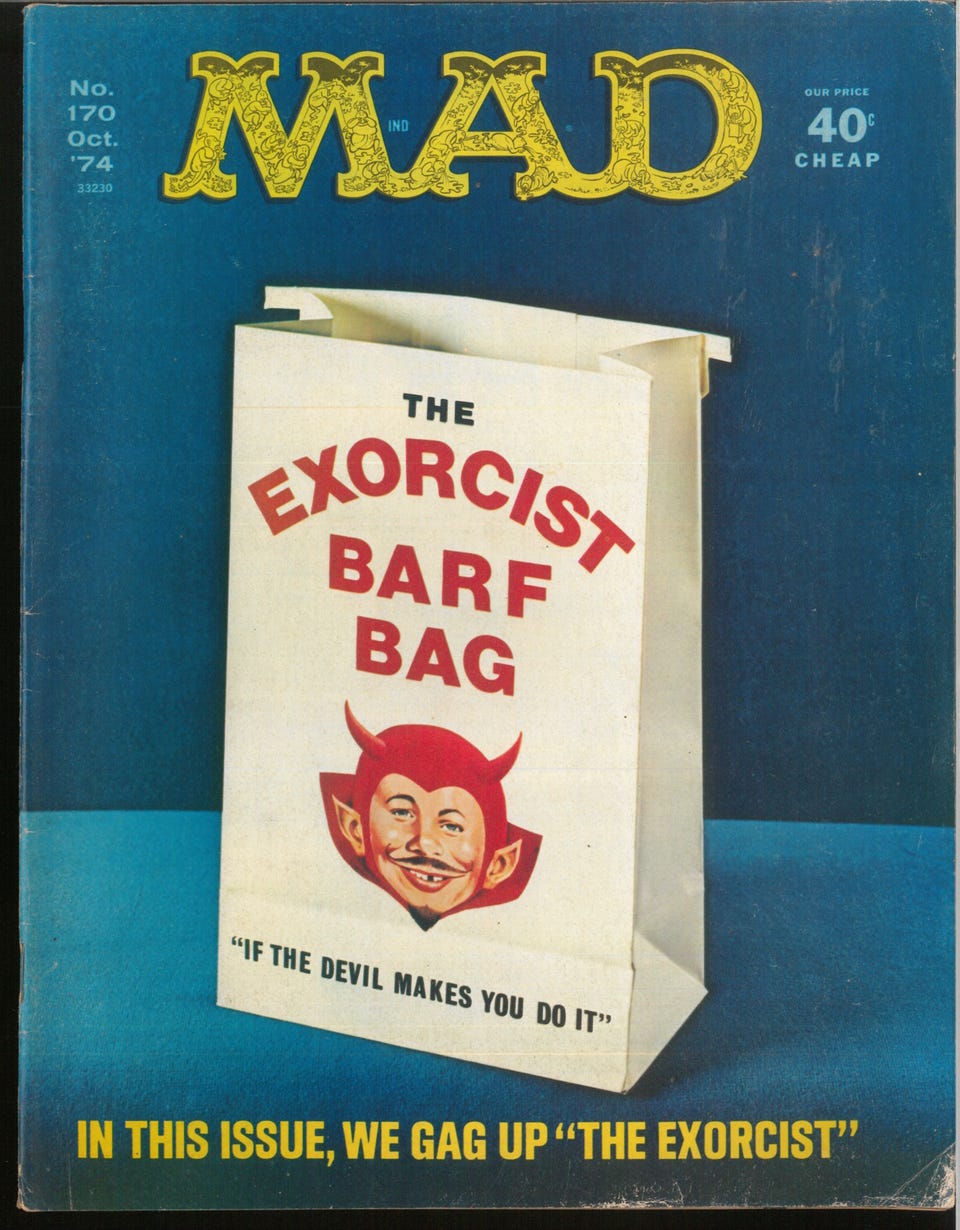 MAD
IND
No.
170
Oct.
'74
33230
OUR PRICE
40¢
CHEAP
THE
EXORCIST
BARF
BAG
“IF THE DEVIL MAKES YOU DO IT”
IN THIS ISSUE, WE GAG UP “THE EXORCIST”